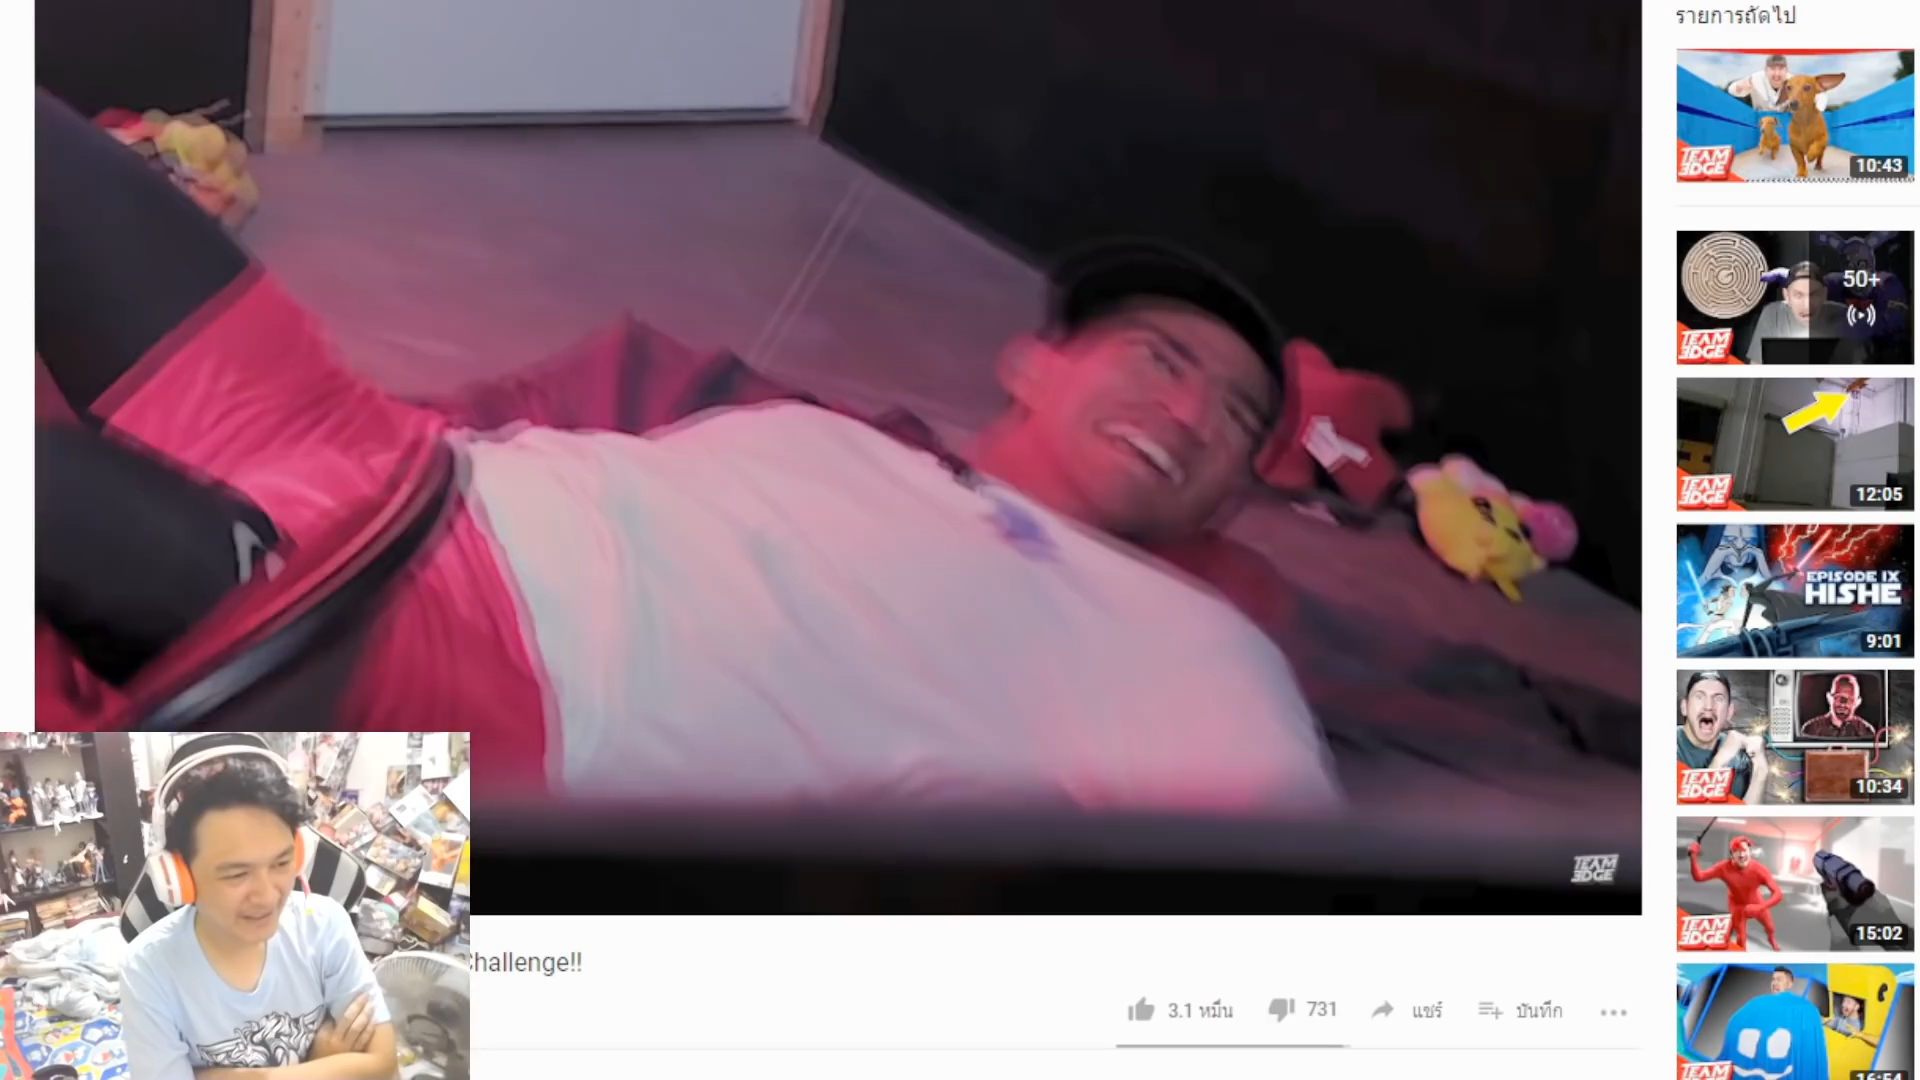 รายการถัดไป
TEAM EDGE
10:43
50+
TEAM EDGE
TEAM EDGE
12:05
EPISODE IX
HISHE
9:01
TEAM EDGE
10:34
TEAM EDGE
15:02
TEAM
TEAM EDGE
hallenge!!
3.1 หมื่น
731
แชร์
บันทึก